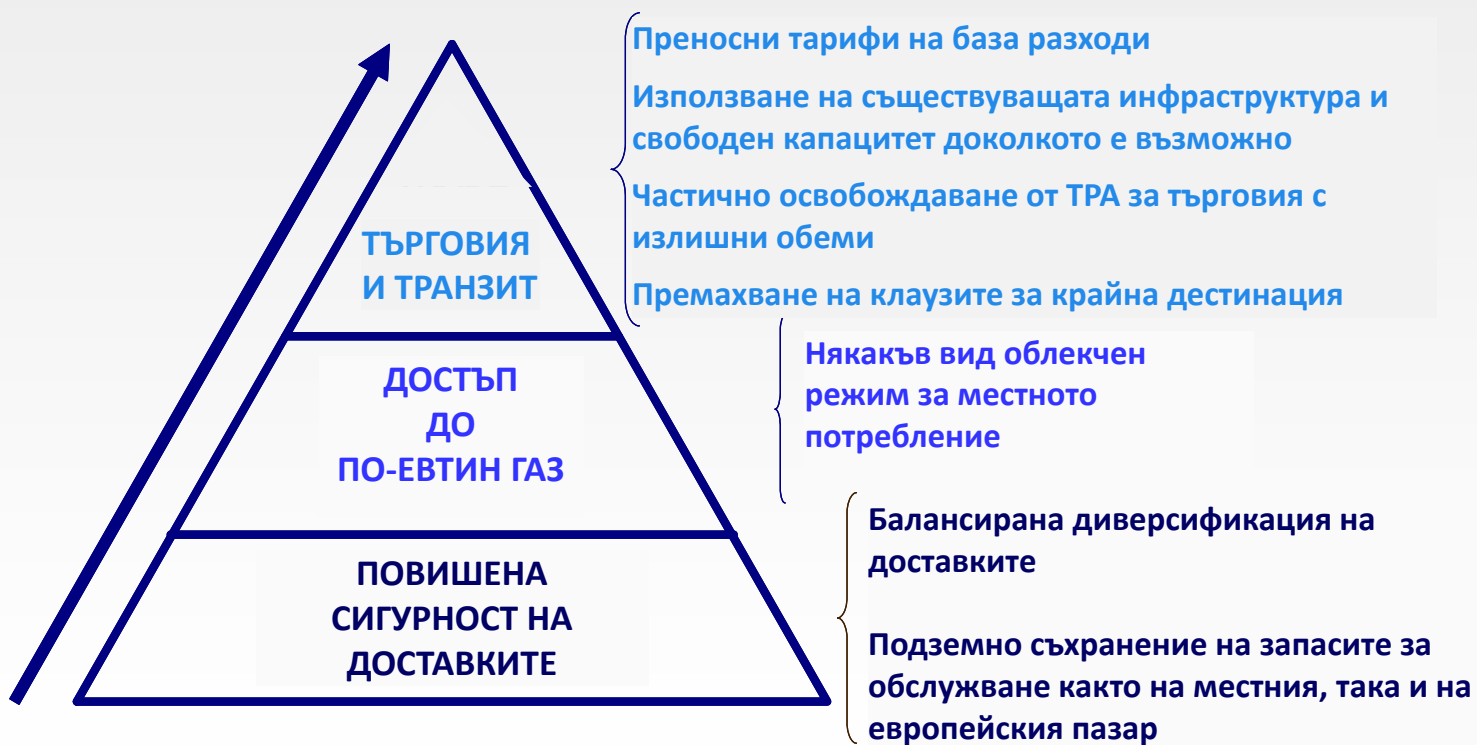 Преносни тарифи на база разходи
Използване на съществуващата инфраструктура и
свободен капацитет доколкото е възможно
Частично освобождаване от ТРА за търговия с
излишни обеми
Премахване на клаузите за крайна дестинация
ТЪРГОВИЯ
И ТРАНЗИТ
Някакъв вид облекчен
режим за местното
потребление
ДОСТЪП
ДО
ПО-ЕВТИН ГАЗ
Балансирана диверсификация на
доставките
Подземно съхранение на запасите за
обслужване както на местния, така и на
европейския пазар
ПОВИШЕНА
СИГУРНОСТ НА
ДОСТАВКИТЕ